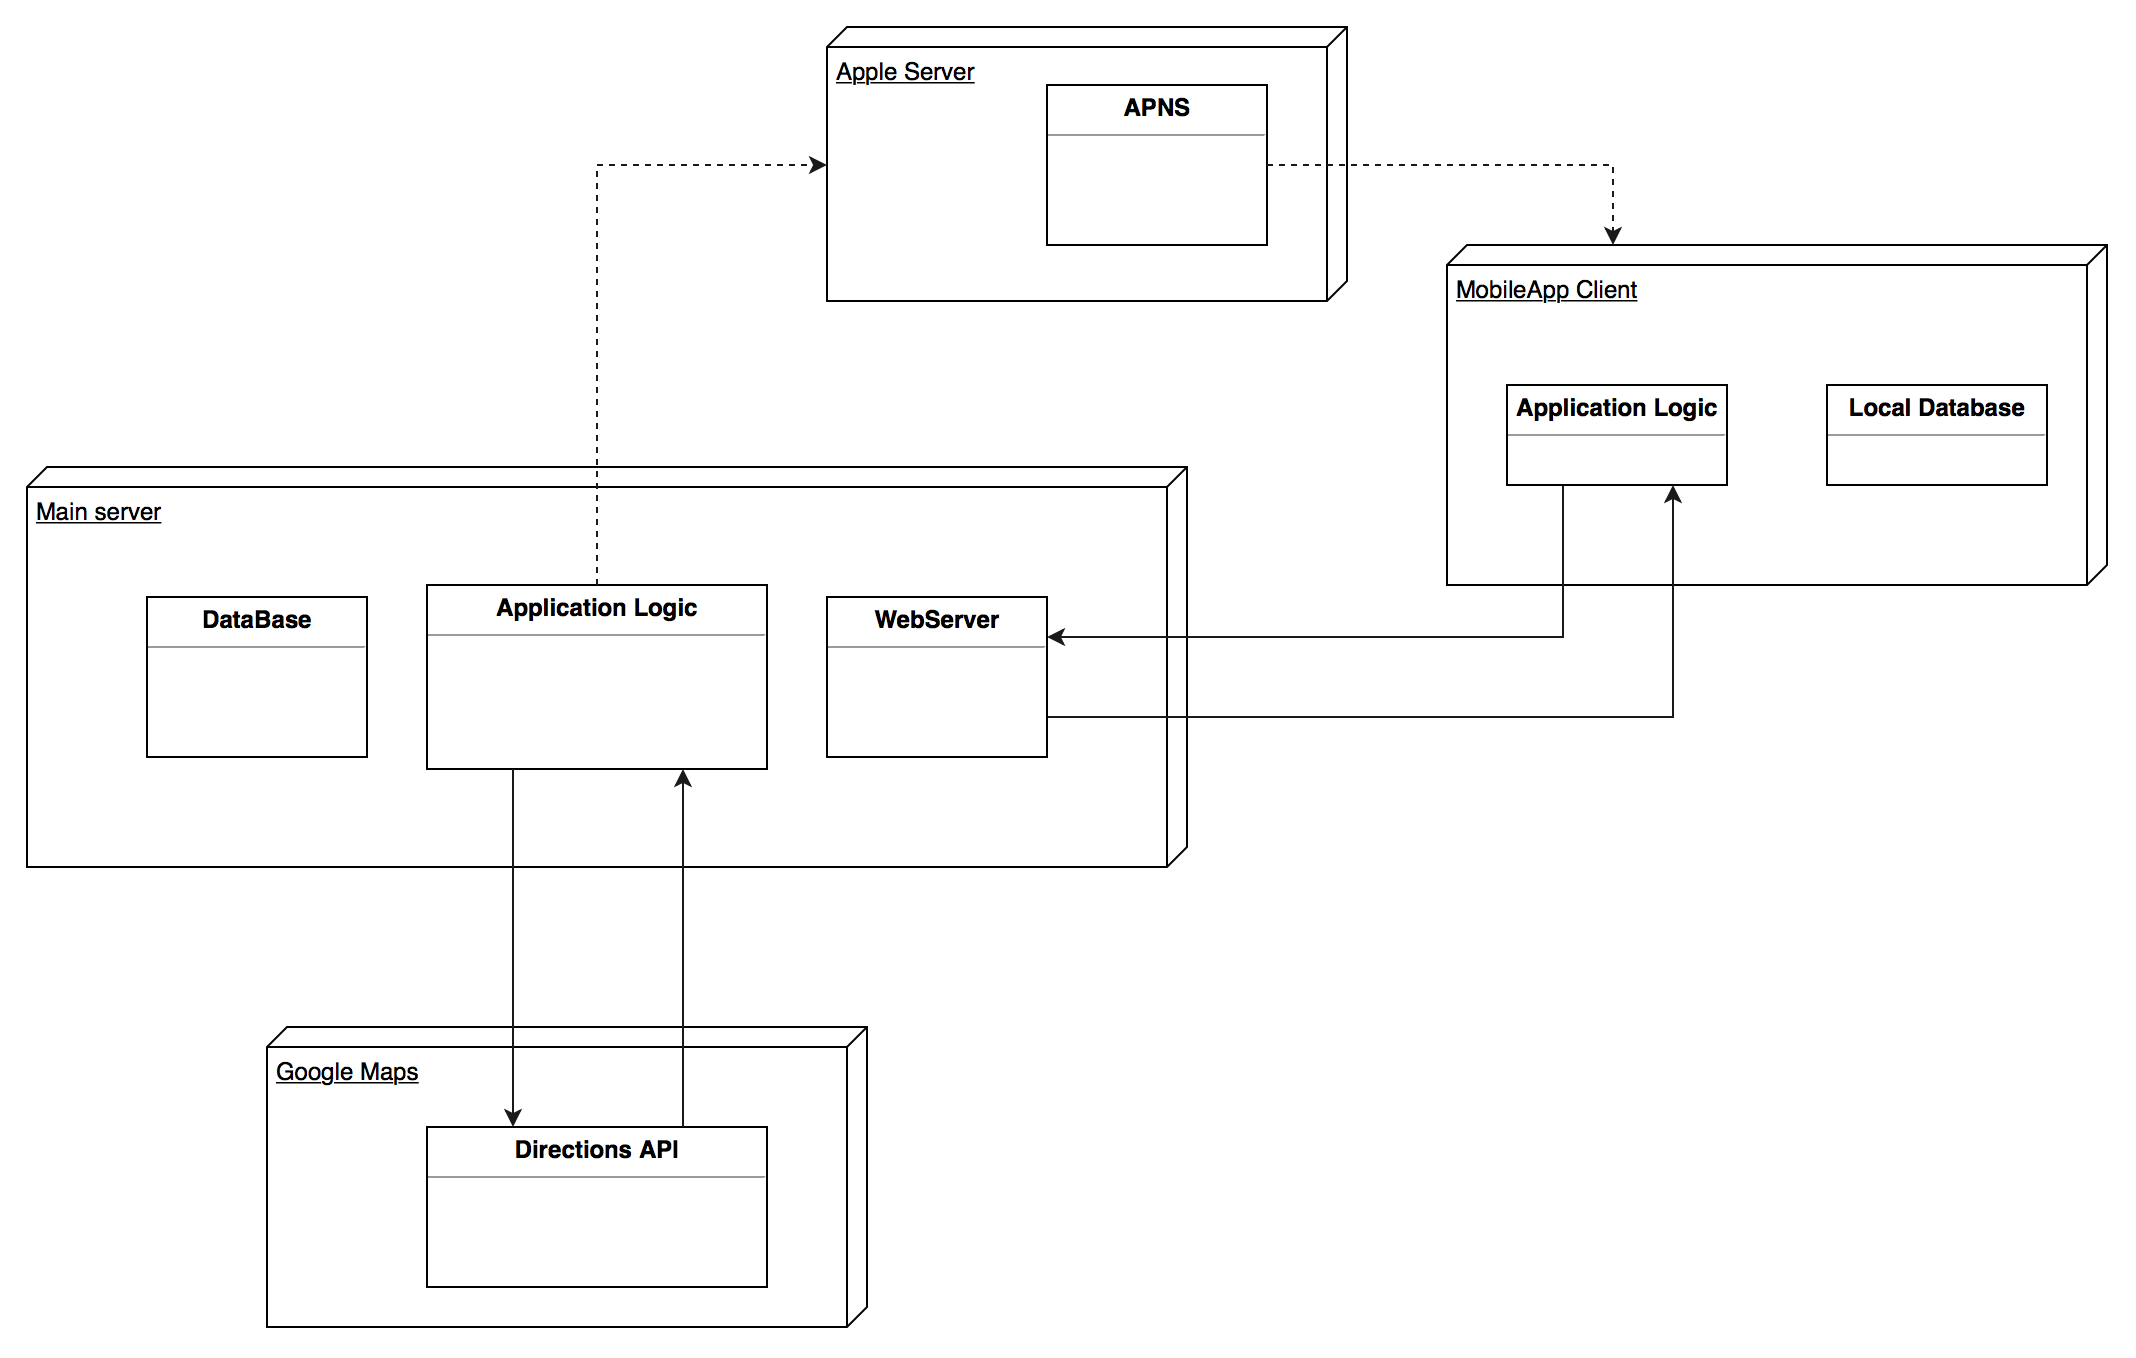 Apple Server
APNS
MobileApp Client
Application Logic
Local Database
Main server
DataBase
Application Logic
WebServer
Google Maps
Directions API